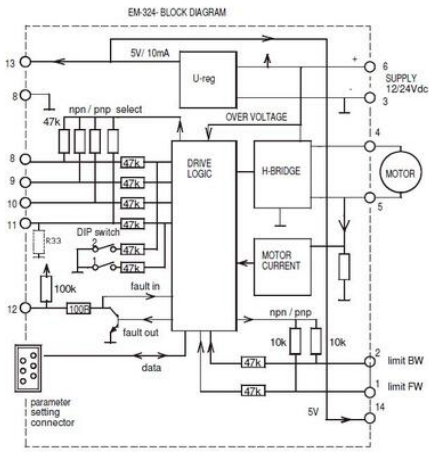 EM-324- BLOCK DIAGRAM
5V/ 10mA
13
U-reg
+
6
SUPPLY
12/24Vdc
-
3
8
npn / pnp select
47k
OVER VOLTAGE
4
8
47k
DRIVE
LOGIC
H-BRIDGE
MOTOR
9
47k
10
47k
5
11
47k
R33
DIP switch
2
47k
1
47k
MOTOR
CURRENT
100k
fault in
12
100R
fault out
npn / pnp
10k
10k
data
47k
2
limit BW
47k
1
limit FW
parameter
setting
connector
5V
14